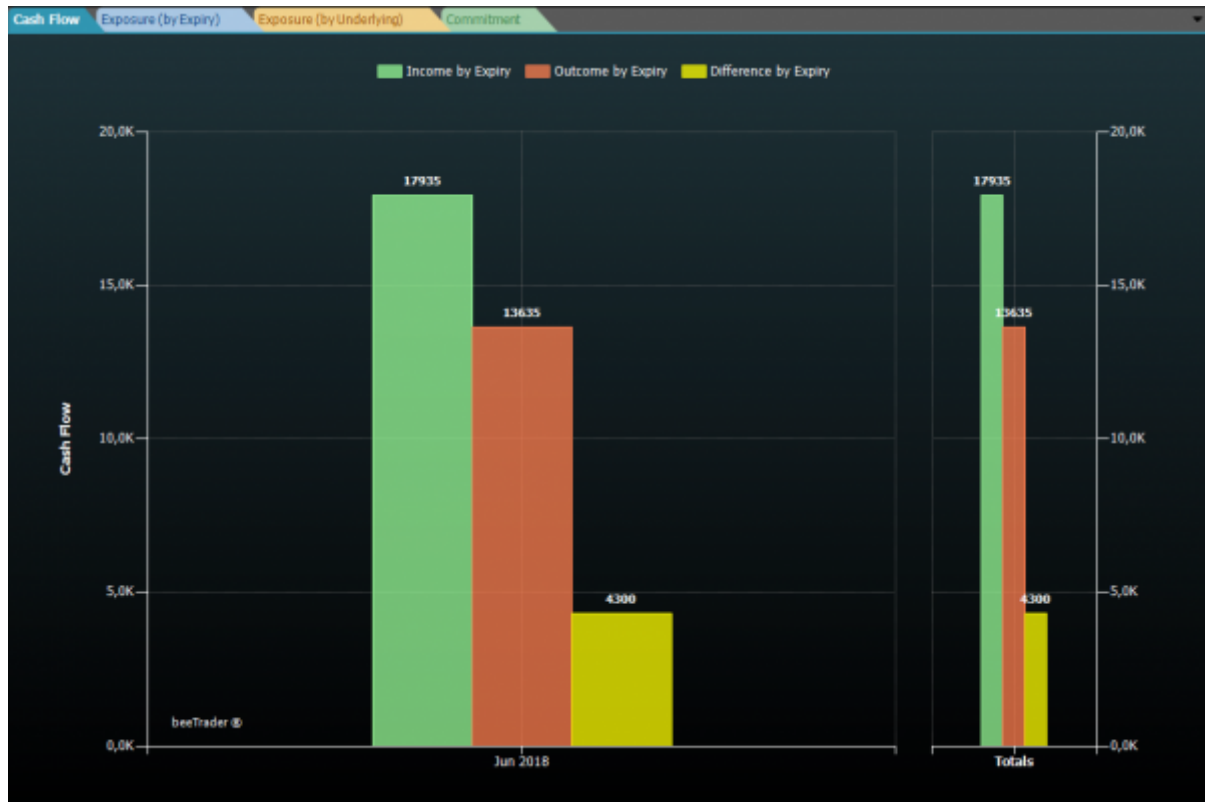 Cash Flow Exposure (by Expiry) Exposure (by Underlying) Commitment
Income by Expiry Outcome by Expiry Difference by Expiry
20,0K 20,0K
17935 17935
15,0K 15,0K
13635 13635
Cash Flow
10,0K 10,0K
5,0K 5,0K
4300 4300
beeTrader ®
0,0K 0,0K
Jun 2018 Totals